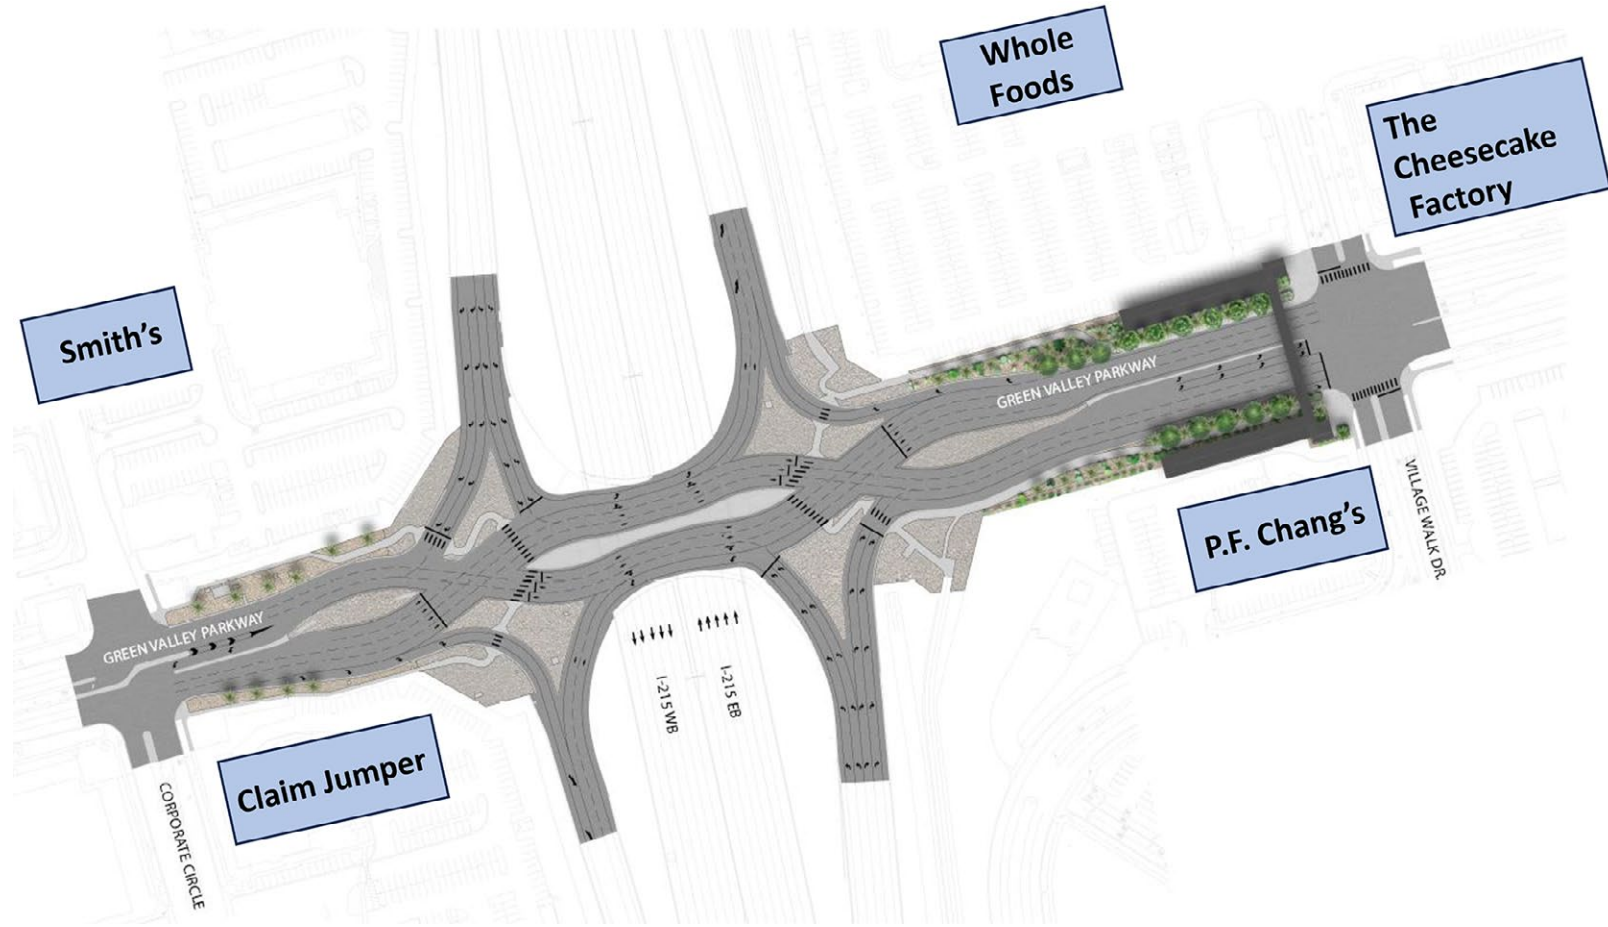 Whole
Foods
The
Cheesecake
Factory
Smith's
GREEN VALLEY PARKWAY
P.F. Chang's
VILLAGE WALK DR.
GREEN VALLEY PARKWAY
I-215 WB
I-215 EB
Claim Jumper
CORPORATE CIRCLE